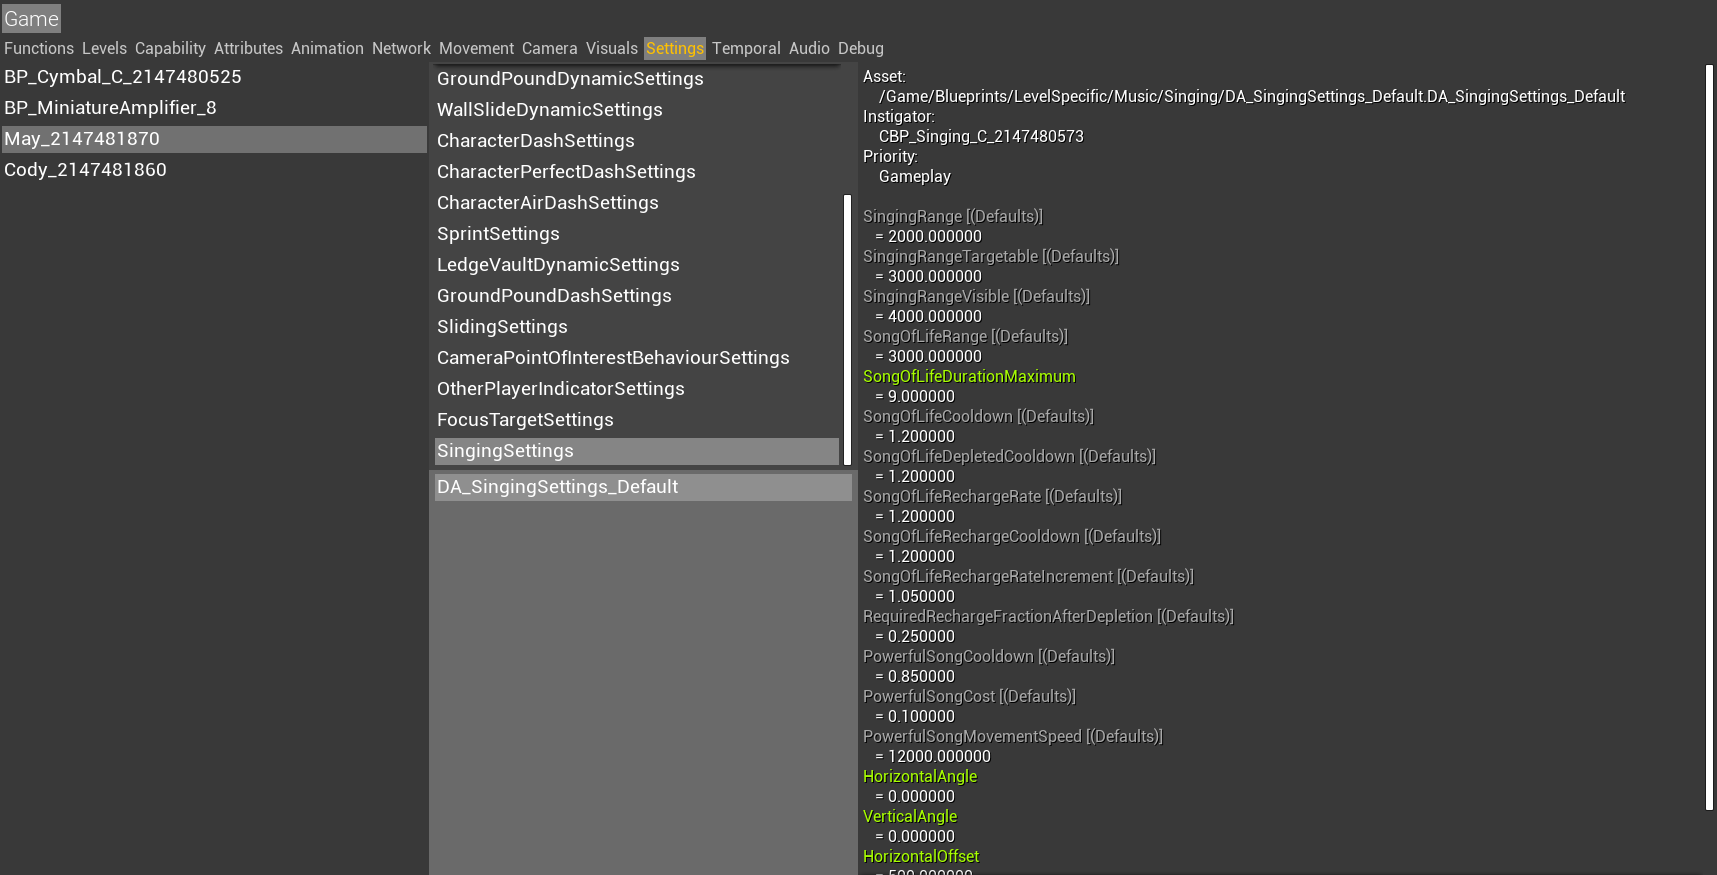 Game
Functions Levels Capability Attributes Animation Network Movement Camera Visuals Settings Temporal Audio Debug
BP_Cymbal_C_2147480525
BP_MiniatureAmplifier_8
May_2147481870
Cody_2147481860
GroundPoundDynamicSettings
WallSlideDynamicSettings
CharacterDashSettings
CharacterPerfectDashSettings
CharacterAirDashSettings
SprintSettings
LedgeVaultDynamicSettings
GroundPoundDashSettings
SlidingSettings
CameraPointOfInterestBehaviourSettings
OtherPlayerIndicatorSettings
FocusTargetSettings
SingingSettings
DA_SingingSettings_Default
Asset:
/Game/Blueprints/LevelSpecific/Music/Singing/DA_SingingSettings_Default.DA_SingingSettings_Default
Instigator:
CBP_Singing_C_2147480573
Priority:
Gameplay
SingingRange [(Defaults)]
= 2000.000000
SingingRangeTargetable [(Defaults)]
= 3000.000000
SingingRangeVisible [(Defaults)]
= 4000.000000
SongOfLifeRange [(Defaults)]
= 3000.000000
SongOfLifeDurationMaximum
= 9.000000
SongOfLifeCooldown [(Defaults)]
= 1.200000
SongOfLifeDepletedCooldown [(Defaults)]
= 1.200000
SongOfLifeRechargeRate [(Defaults)]
= 1.200000
SongOfLifeRechargeCooldown [(Defaults)]
= 1.200000
SongOfLifeRechargeRateIncrement [(Defaults)]
= 1.050000
RequiredRechargeFractionAfterDepletion [(Defaults)]
= 0.250000
PowerfulSongCooldown [(Defaults)]
= 0.850000
PowerfulSongCost [(Defaults)]
= 0.100000
PowerfulSongMovementSpeed [(Defaults)]
= 12000.000000
HorizontalAngle
= 0.000000
VerticalAngle
= 0.000000
HorizontalOffset
= 500.000000